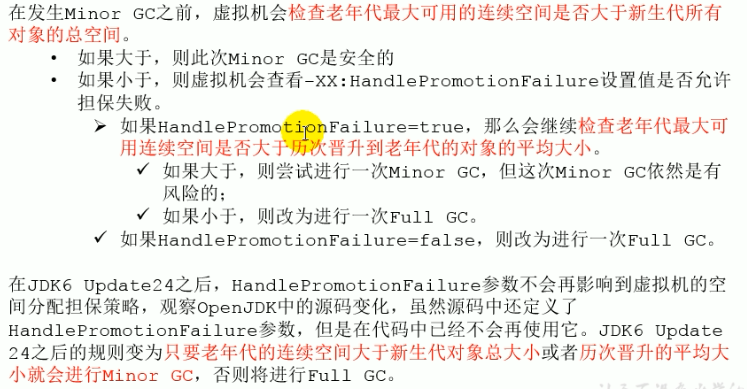 在发生Minor GC之前，虚拟机会检查老年代最大可用的连续空间是否大于新生代所有
对象的总空间。
• 如果大于，则此次Minor GC是安全的
• 如果小于，则虚拟机会查看-XX:HandlePromotionFailure设置值是否允许
担保失败。
➢ 如果HandlePromotionFailure=true，那么会继续检查老年代最大可
用连续空间是否大于历次晋升到老年代的对象的平均大小。
✓ 如果大于，则尝试进行一次Minor GC，但这次Minor GC依然是有
风险的；
✓ 如果小于，则改为进行一次Full GC。
✓ 如果HandlePromotionFailure=false，则改为进行一次Full GC。
在JDK6 Update24之后，HandlePromotionFailure参数不会再影响到虚拟机的空
间分配担保策略，观察OpenJDK中的源码变化，虽然源码中还定义了
HandlePromotionFailure参数，但是在代码中已经不会再使用它。JDK6 Update
24之后的规则变为只要老年代的连续空间大于新生代对象总大小或者历次晋升的平均大
小就会进行Minor GC，否则将进行Full GC。